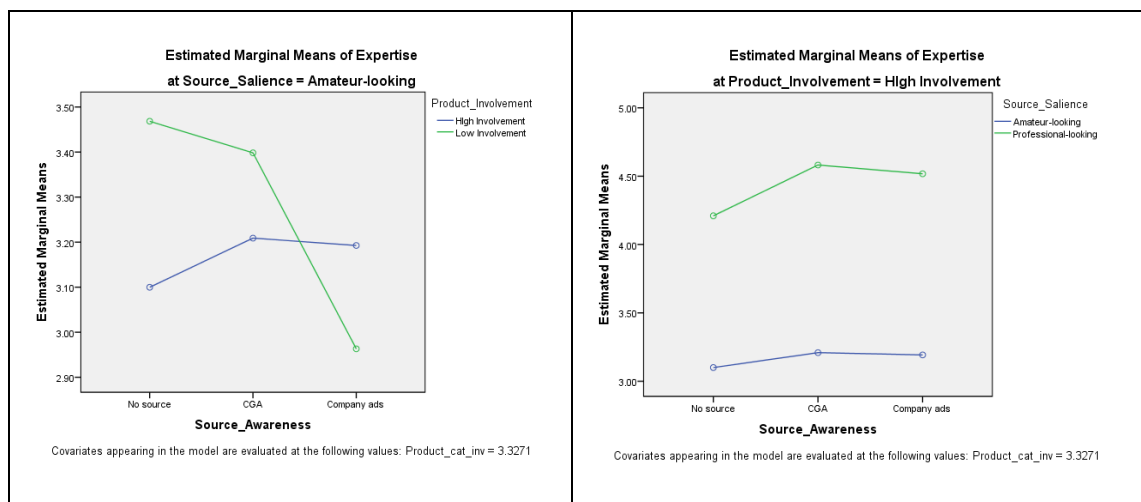 Estimated Marginal Means of Expertise
at Source_Salience = Amateur-looking
Product_Involvement
HIgh Involvement
Low Involvement
Estimated Marginal Means
3.50
3.40
3.30
3.20
3.10
3.00
2.90
No source
CGA
Company ads
Source_Awareness
Covariates appearing in the model are evaluated at the following values: Product_cat_inv = 3.3271
Estimated Marginal Means of Expertise
at Product_Involvement = HIgh Involvement
Source_Salience
Amateur-looking
Professional-looking
Estimated Marginal Means
5.00
4.50
4.00
3.50
3.00
No source
CGA
Company ads
Source_Awareness
Covariates appearing in the model are evaluated at the following values: Product_cat_inv = 3.3271